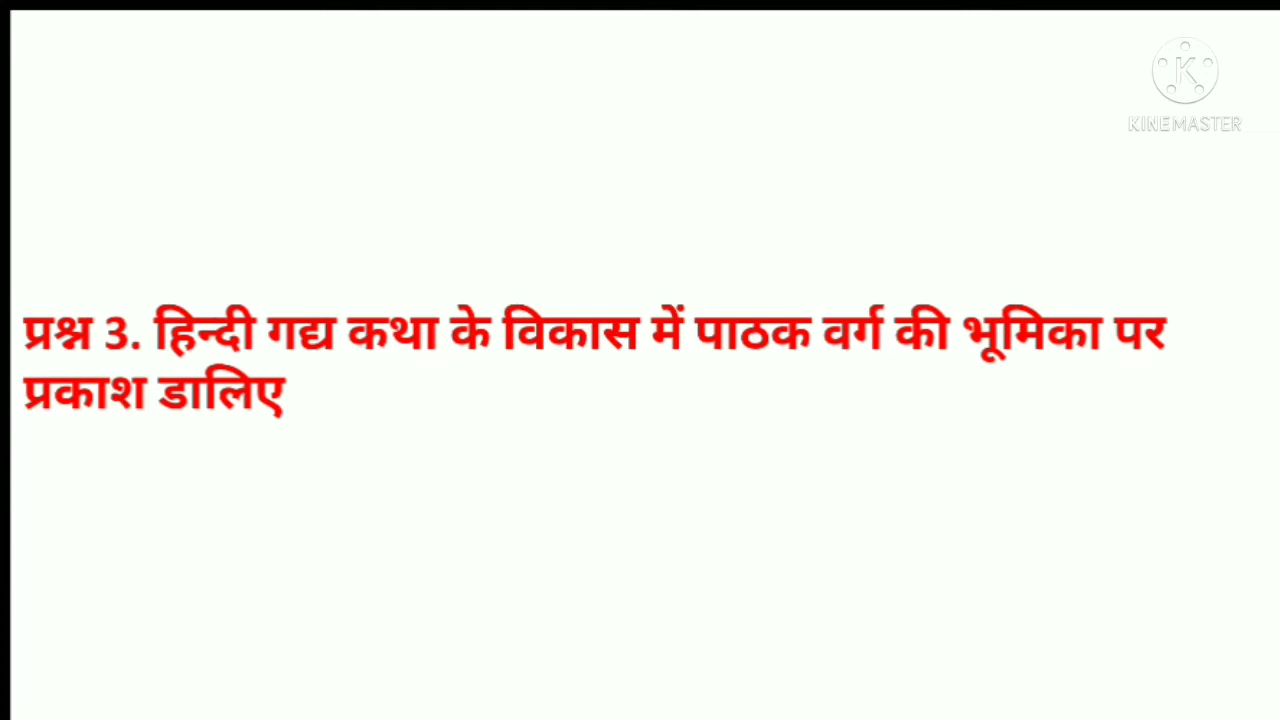 KINEMASTER
प्रश्न 3. हिन्दी गद्य कथा के विकास में पाठक वर्ग की भूमिका पर
प्रकाश डालिए